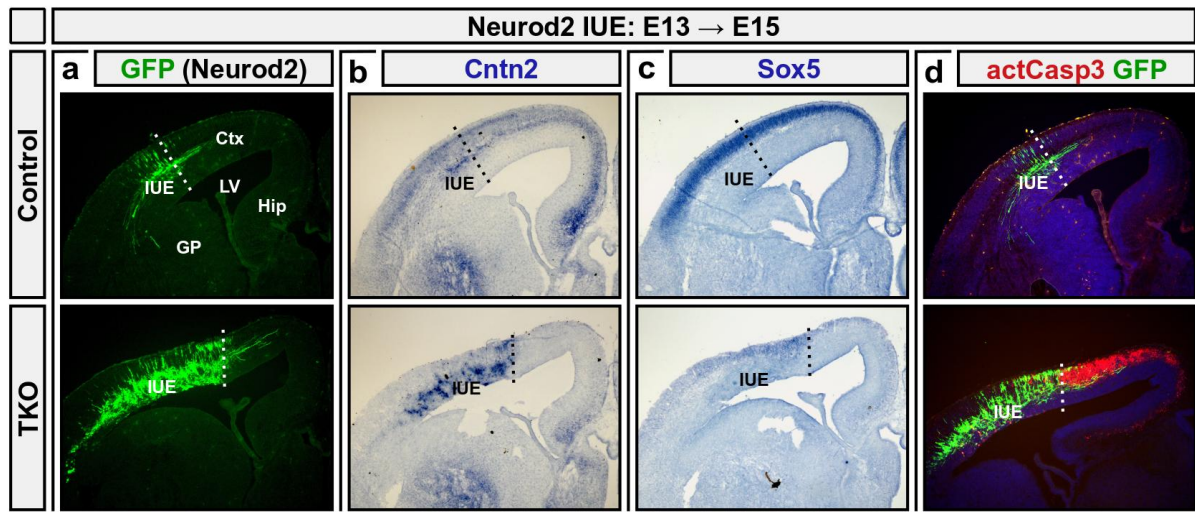 Neurod2 IUE: E13 → E15
a GFP (Neurod2)
b Cntn2
c Sox5
d actCasp3 GFP
Control
Ctx
IUE
LV
Hip
GP
IUE
IUE
IUE
TKO
IUE
IUE
IUE
IUE